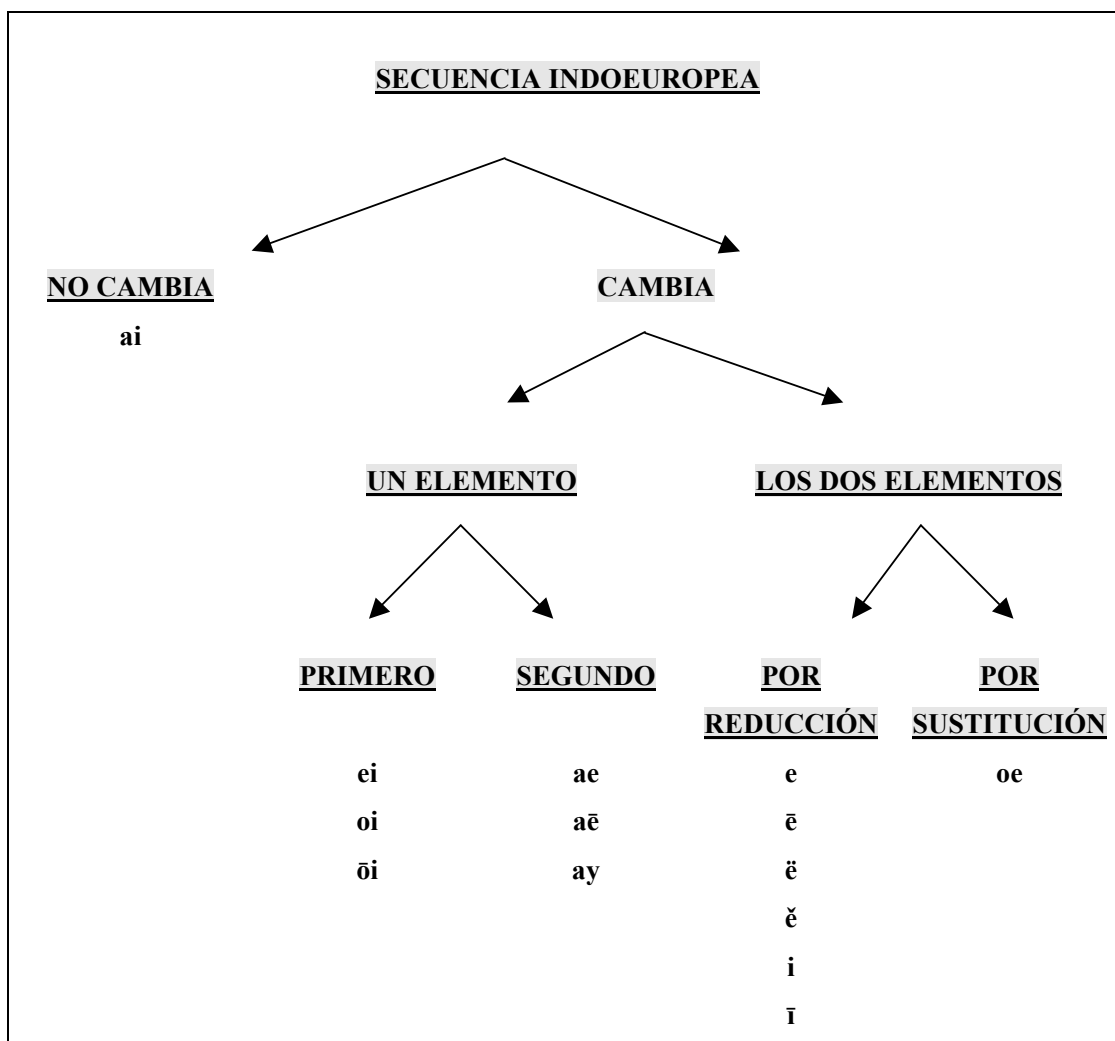 SECUENCIA INDOEUROPEA
NO CAMBIA
CAMBIA
ai
UN ELEMENTO
LOS DOS ELEMENTOS
PRIMERO
SEGUNDO
POR
REDUCCIÓN
POR
SUSTITUCIÓN
ei
ae
e
oe
oi
aē
ē
ōi
ay
ë
ě
i
ī